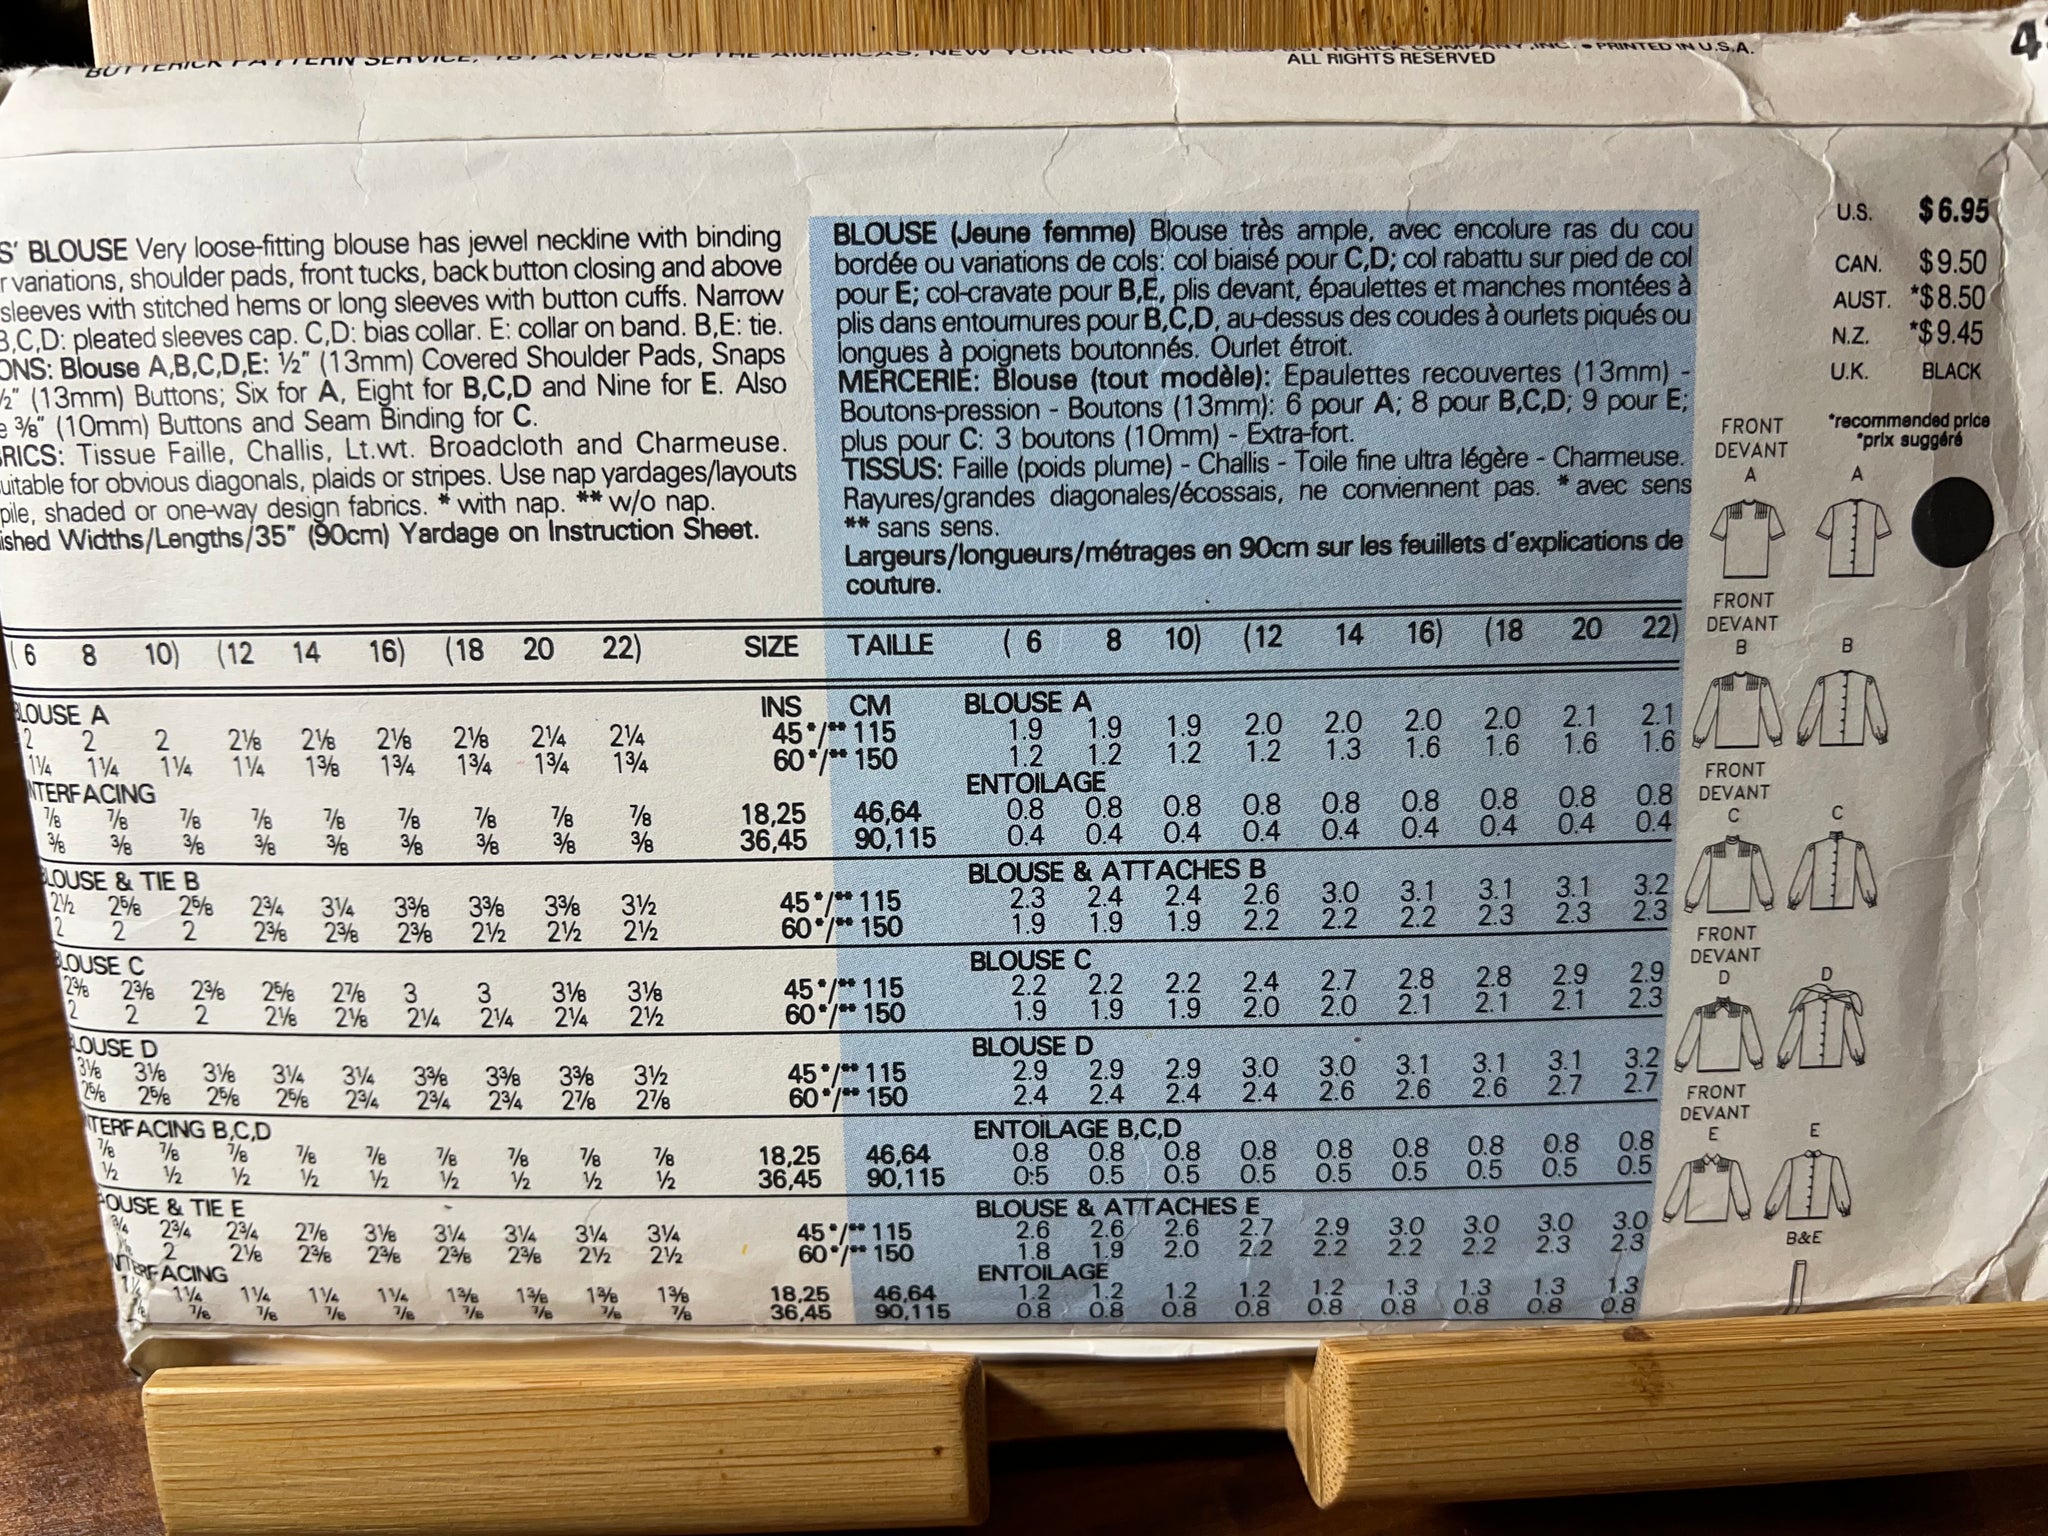 BUTTERICK PATTERN SERVICE, 161 AVENUE OF THE AMERICAS, NEW YORK
BUTTERICK COMPANY, INC. • PRINTED IN U.S.A.
ALL RIGHTS RESERVED
S' BLOUSE Very loose-fitting blouse has jewel neckline with binding
r variations, shoulder pads, front tucks, back button closing and above
sleeves with stitched hems or long sleeves with button cuffs. Narrow
B,C,D: pleated sleeves cap. C,D: bias collar. E: collar on band. B,E: tie.
ONS: Blouse A,B,C,D,E: ½" (13mm) Covered Shoulder Pads, Snaps
½" (13mm) Buttons; Six for A, Eight for B,C,D and Nine for E. Also
e ⅜" (10mm) Buttons and Seam Binding for C.
RICS: Tissue Faille, Challis, Lt.wt. Broadcloth and Charmeuse.
uitable for obvious diagonals, plaids or stripes. Use nap yardages/layouts
pile, shaded or one-way design fabrics. * with nap. ** w/o nap.
ished Widths/Lengths/35" (90cm) Yardage on Instruction Sheet.
BLOUSE (Jeune femme) Blouse très ample, avec encolure ras du cou
bordée ou variations de cols: col biaisé pour C,D; col rabattu sur pied de col
pour E; col-cravate pour B,E, plis devant, épaulettes et manches montées à
plis dans entournures pour B,C,D, au-dessus des coudes à ourlets piqués ou
longues à poignets boutonnés. Ourlet étroit.
MERCERIE: Blouse (tout modèle): Epaulettes recouvertes (13mm) -
Boutons-pression - Boutons (13mm): 6 pour A; 8 pour B,C,D; 9 pour E;
plus pour C: 3 boutons (10mm) - Extra-fort.
TISSUS: Faille (poids plume) - Challis - Toile fine ultra légère - Charmeuse.
Rayures/grandes diagonales/écossais, ne conviennent pas. * avec sens
** sans sens.
Largeurs/longueurs/métrages en 90cm sur les feuillets d'explications de
couture.
(6 8 10) (12 14 16) (18 20 22) SIZE TAILLE (6 8 10) (12 14 16) (18 20 22)
LOUSE A INS CM BLOUSE A
2 2 2 2⅛ 2⅛ 2⅛ 2⅛ 2¼ 2¼ 45*/** 115 1.9 1.9 1.9 2.0 2.0 2.0 2.0 2.1 2.1
1¼ 1¼ 1¼ 1¼ 1⅜ 1¾ 1¾ 1¾ 1¾ 60*/** 150 1.2 1.2 1.2 1.2 1.3 1.6 1.6 1.6 1.6
NTERFACING ENTOILAGE
⅞ ⅞ ⅞ ⅞ ⅞ ⅞ ⅞ ⅞ ⅞ 18,25 46,64 0.8 0.8 0.8 0.8 0.8 0.8 0.8 0.8 0.8
⅜ ⅜ ⅜ ⅜ ⅜ ⅜ ⅜ ⅜ ⅜ 36,45 90,115 0.4 0.4 0.4 0.4 0.4 0.4 0.4 0.4 0.4
LOUSE & TIE B BLOUSE & ATTACHES B
2½ 2⅝ 2⅝ 2¾ 3¼ 3⅜ 3⅜ 3⅜ 3½ 45*/** 115 2.3 2.4 2.4 2.6 3.0 3.1 3.1 3.1 3.2
2 2 2 2⅜ 2⅜ 2⅜ 2½ 2½ 2½ 60*/** 150 1.9 1.9 1.9 2.2 2.2 2.2 2.3 2.3 2.3
LOUSE C BLOUSE C
2⅜ 2⅜ 2⅜ 2⅝ 2⅞ 3 3 3⅛ 3⅛ 45*/** 115 2.2 2.2 2.2 2.4 2.7 2.8 2.8 2.9 2.9
2 2 2 2⅛ 2⅛ 2¼ 2¼ 2¼ 2½ 60*/** 150 1.9 1.9 1.9 2.0 2.0 2.1 2.1 2.1 2.3
LOUSE D BLOUSE D
3⅛ 3⅛ 3⅛ 3¼ 3¼ 3⅜ 3⅜ 3⅜ 3½ 45*/** 115 2.9 2.9 2.9 3.0 3.0 3.1 3.1 3.1 3.2
2⅝ 2⅝ 2⅝ 2⅝ 2¾ 2¾ 2¾ 2⅞ 2⅞ 60*/** 150 2.4 2.4 2.4 2.4 2.6 2.6 2.6 2.7 2.7
NTERFACING B,C,D ENTOILAGE B,C,D
⅞ ⅞ ⅞ ⅞ ⅞ ⅞ ⅞ ⅞ ⅞ 18,25 46,64 0.8 0.8 0.8 0.8 0.8 0.8 0.8 0.8 0.8
½ ½ ½ ½ ½ ½ ½ ½ ½ 36,45 90,115 0.5 0.5 0.5 0.5 0.5 0.5 0.5 0.5 0.5
OUSE & TIE E BLOUSE & ATTACHES E
¾ 2¾ 2¾ 2⅞ 3⅛ 3¼ 3¼ 3¼ 3¼ 45*/** 115 2.6 2.6 2.6 2.7 2.9 3.0 3.0 3.0 3.0
2 2⅛ 2⅜ 2⅜ 2⅜ 2⅜ 2½ 2½ 60*/** 150 1.8 1.9 2.0 2.2 2.2 2.2 2.2 2.3 2.3
NTERFACING ENTOILAGE
1¼ 1¼ 1¼ 1¼ 1¼ 1⅜ 1⅜ 1⅜ 1⅜ 18,25 46,64 1.2 1.2 1.2 1.2 1.2 1.3 1.3 1.3 1.3
⅞ ⅞ ⅞ ⅞ ⅞ ⅞ ⅞ ⅞ ⅞ 36,45 90,115 0.8 0.8 0.8 0.8 0.8 0.8 0.8 0.8 0.8
U.S. $6.95
CAN. $9.50
AUST. *$8.50
N.Z. *$9.45
U.K. BLACK
*recommended price
*prix suggéré
FRONT
DEVANT
A A
FRONT
DEVANT
B B
FRONT
DEVANT
C C
FRONT
DEVANT
D D
FRONT
DEVANT
E E
B&E